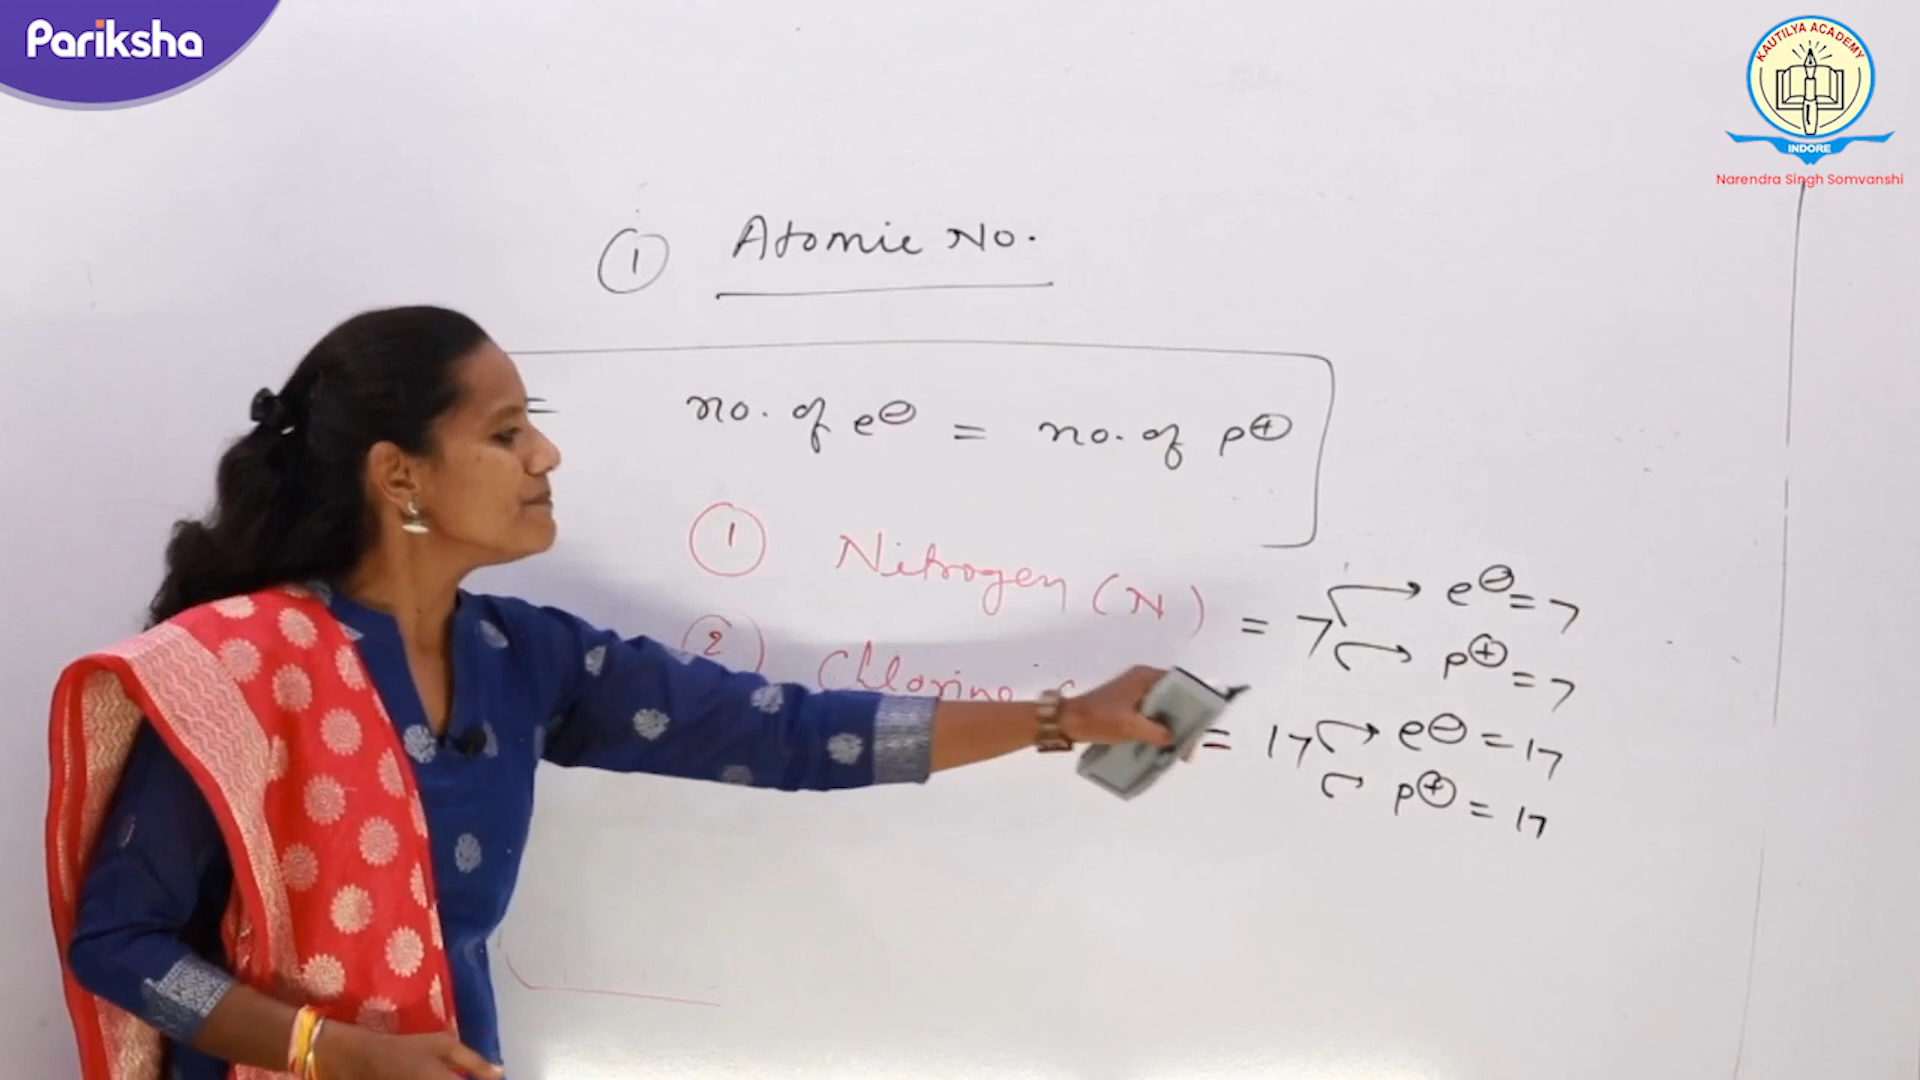 Pariksha
KAUTILYA ACADEMY
INDORE
Narendra Singh Somvanshi
① Atomic No.
= no. of e⊖ = no. of p⊕
① Nitrogen (N) = 7 → e⊖ = 7
→ p⊕ = 7
② Chlorine = 17 → e⊖ = 17
→ p⊕ = 17